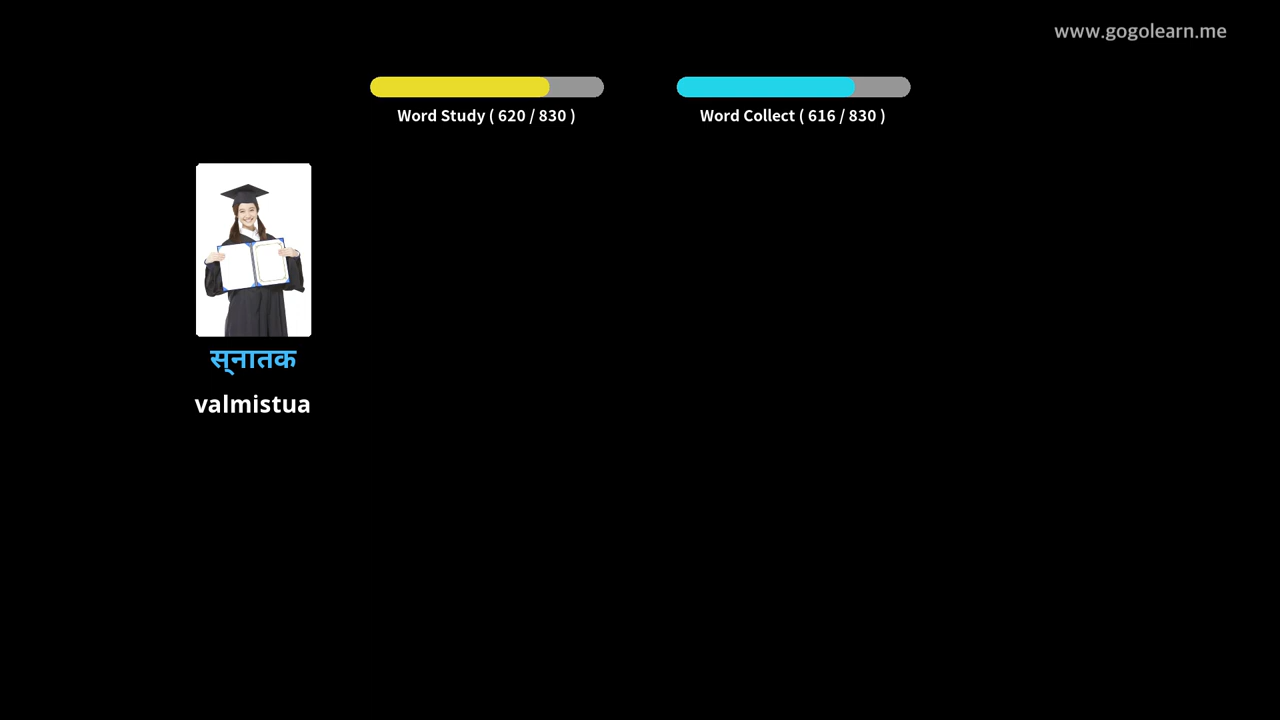 www.gogolearn.me
Word Study ( 620 / 830 )
Word Collect ( 616 / 830 )
स्नातक
valmistua